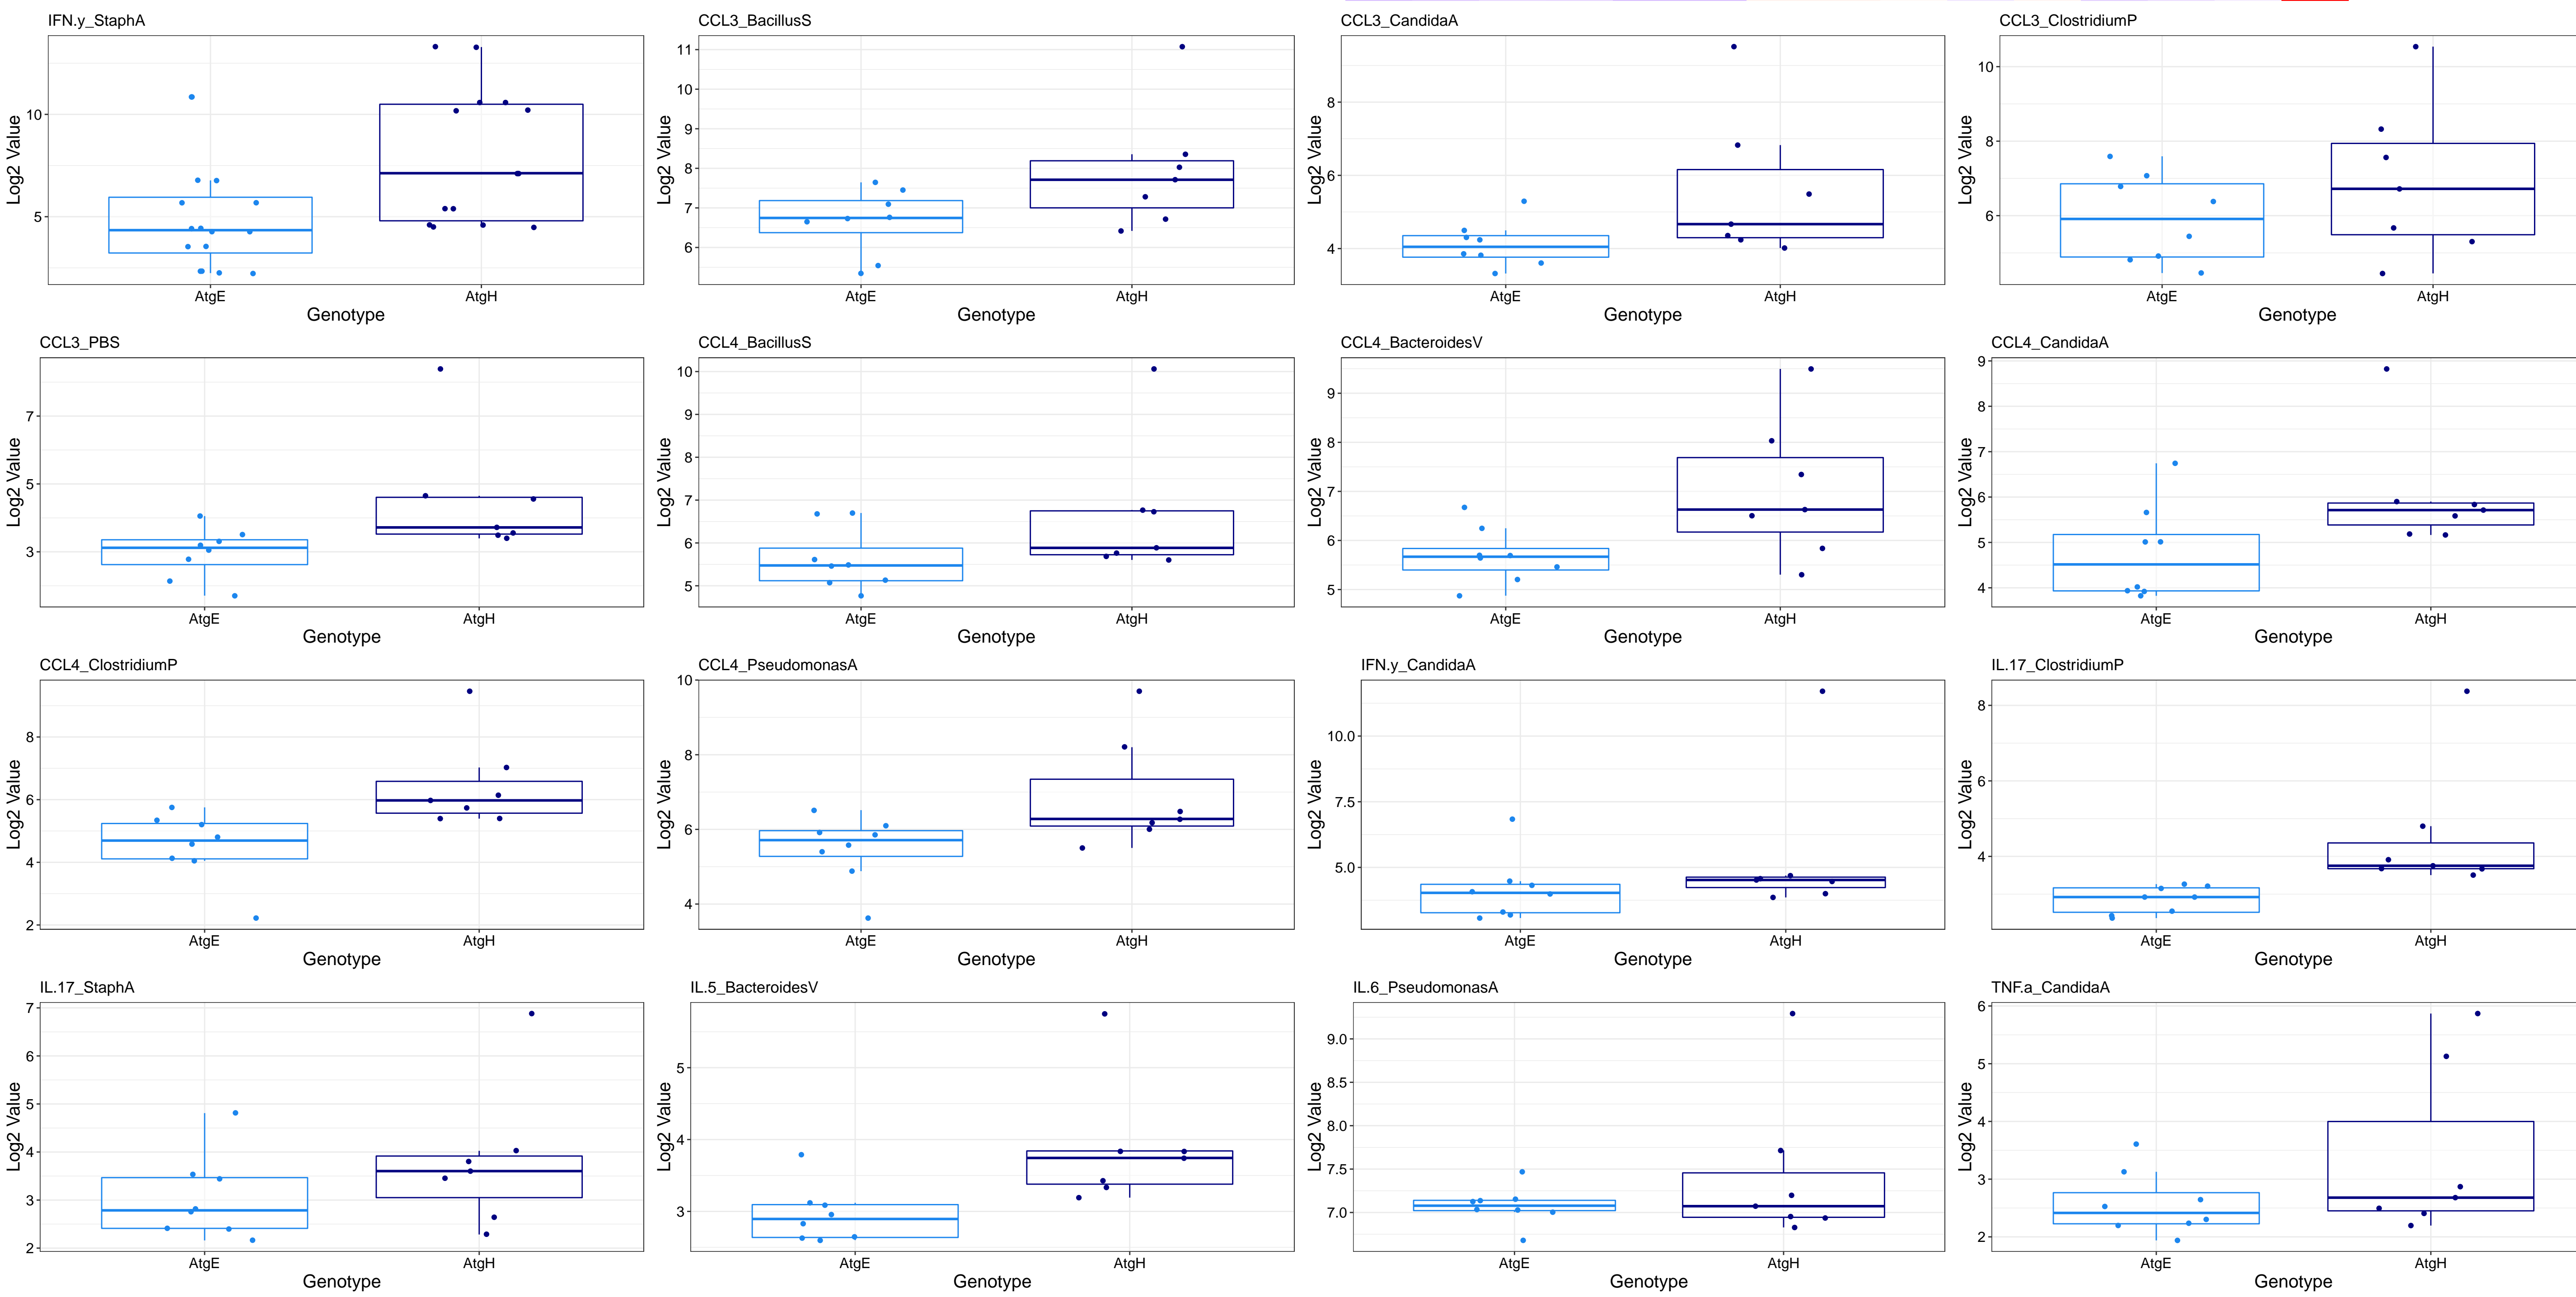 IFN.y_StaphA
CCL3_BacillusS
CCL3_CandidaA
CCL3_ClostridiumP
Log2 Value
10
5
AtgE
AtgH
Genotype
Log2 Value
11
10
9
8
7
6
AtgE
AtgH
Genotype
Log2 Value
8
6
4
AtgE
AtgH
Genotype
Log2 Value
10
8
6
AtgE
AtgH
Genotype
CCL3_PBS
CCL4_BacillusS
CCL4_BacteroidesV
CCL4_CandidaA
Log2 Value
7
5
3
AtgE
AtgH
Genotype
Log2 Value
10
9
8
7
6
5
AtgE
AtgH
Genotype
Log2 Value
9
8
7
6
5
AtgE
AtgH
Genotype
Log2 Value
9
8
7
6
5
4
AtgE
AtgH
Genotype
CCL4_ClostridiumP
CCL4_PseudomonasA
IFN.y_CandidaA
IL.17_ClostridiumP
Log2 Value
8
6
4
2
AtgE
AtgH
Genotype
Log2 Value
10
8
6
4
AtgE
AtgH
Genotype
Log2 Value
10.0
7.5
5.0
AtgE
AtgH
Genotype
Log2 Value
8
6
4
AtgE
AtgH
Genotype
IL.17_StaphA
IL.5_BacteroidesV
IL.6_PseudomonasA
TNF.a_CandidaA
Log2 Value
7
6
5
4
3
2
AtgE
AtgH
Genotype
Log2 Value
5
4
3
AtgE
AtgH
Genotype
Log2 Value
9.0
8.5
8.0
7.5
7.0
AtgE
AtgH
Genotype
Log2 Value
6
5
4
3
2
AtgE
AtgH
Genotype